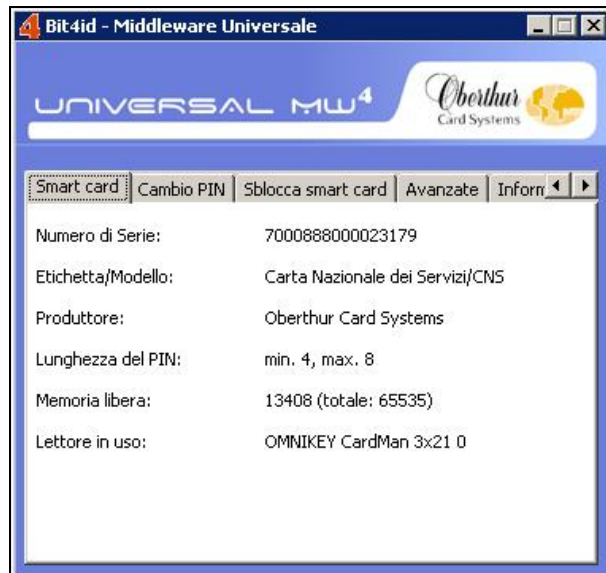 Bit4id - Middleware Universale
UNIVERSAL MW4
Oberthur
Card Systems
Smart card Cambio PIN Sblocca smart card Avanzate Inform
Numero di Serie: 7000888000023179
Etichetta/Modello: Carta Nazionale dei Servizi/CNS
Produttore: Oberthur Card Systems
Lunghezza del PIN: min. 4, max. 8
Memoria libera: 13408 (totale: 65535)
Lettore in uso: OMNIKEY CardMan 3x21 0